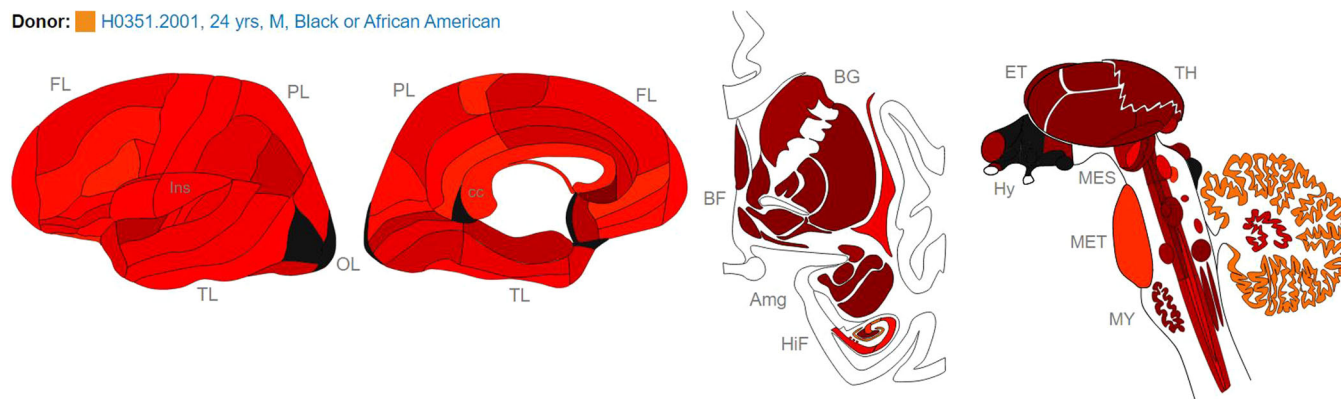 Donor: H0351.2001, 24 yrs, M, Black or African American
FL
PL
Ins
OL
TL
PL
FL
cc
TL
BG
BF
Amg
HiF
ET
TH
Hy
MES
MET
MY